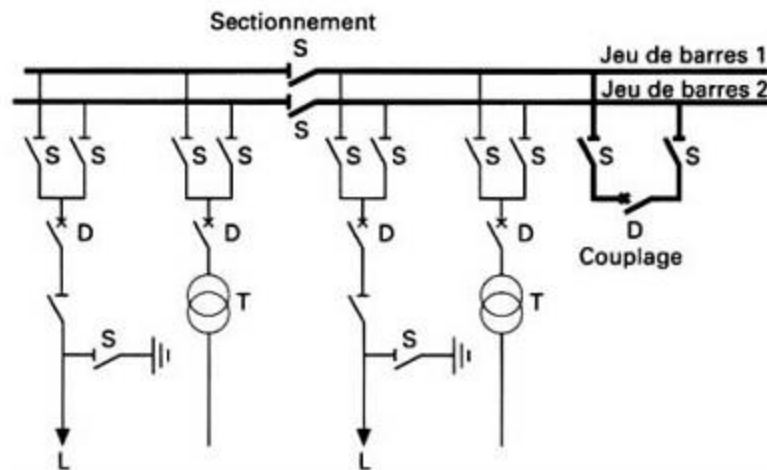 Sectionnement
S
Jeu de barres 1
Jeu de barres 2
S
S S S S S S S S S S
D D D D D
Couplage
T T
S S
L L